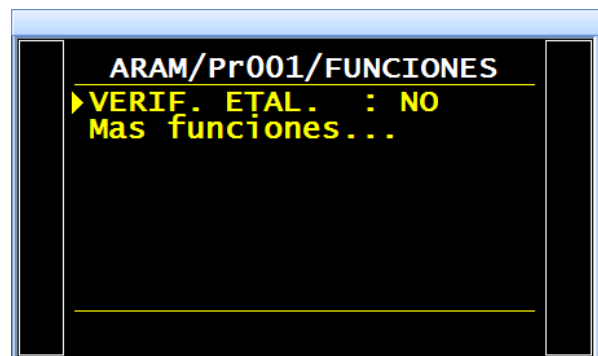 ARAM/Pr001/FUNCIONES
VERIF. ETAL. : NO
Mas funciones...